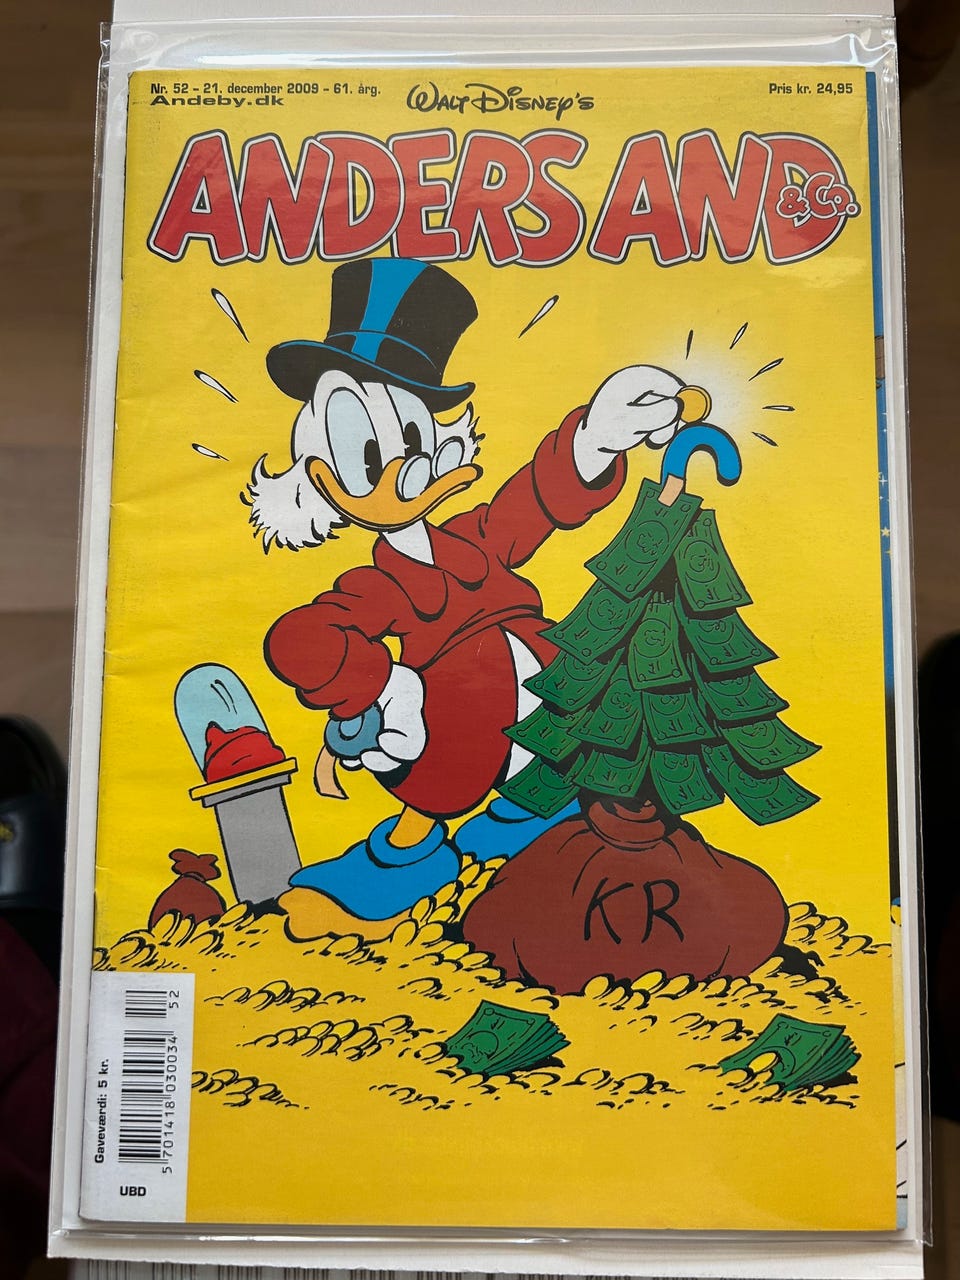 Nr. 52 - 21. december 2009 - 61. årg.
Andeby.dk
WALT DISNEY'S
Pris kr. 24,95
ANDERS AND
& Co.
KR
Gaveværdi: 5 kr.
5 701418 030034
52
UBD